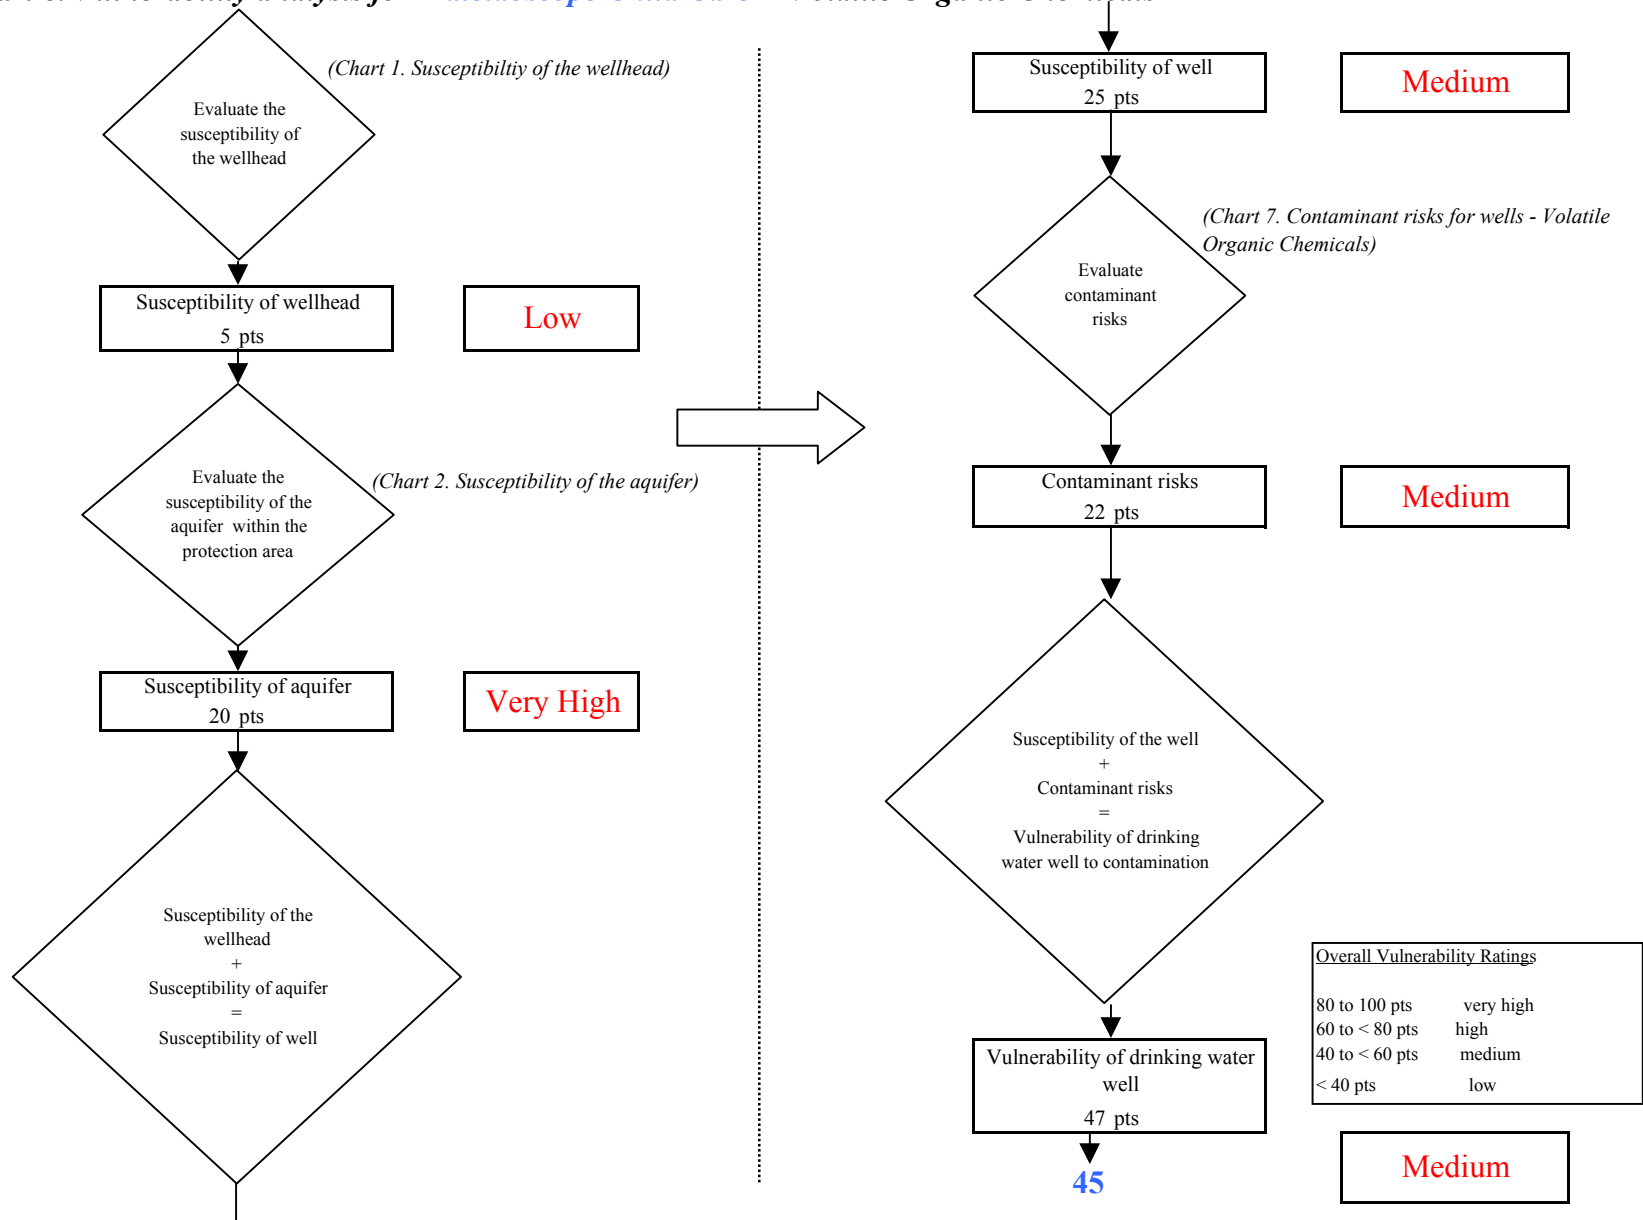 (Chart 1. Susceptibiltiy of the wellhead)
Evaluate the
susceptibility of
the wellhead
Susceptibility of wellhead
5 pts
Low
Evaluate the
susceptibility of the
aquifer within the
protection area
(Chart 2. Susceptibility of the aquifer)
Susceptibility of aquifer
20 pts
Very High
Susceptibility of the
wellhead
+
Susceptibility of aquifer
=
Susceptibility of well
Susceptibility of well
25 pts
Medium
(Chart 7. Contaminant risks for wells - Volatile
Organic Chemicals)
Evaluate
contaminant
risks
Contaminant risks
22 pts
Medium
Susceptibility of the well
+
Contaminant risks
=
Vulnerability of drinking
water well to contamination
Overall Vulnerability Ratings
80 to 100 pts very high
60 to < 80 pts high
40 to < 60 pts medium
< 40 pts low
Vulnerability of drinking water
well
47 pts
45
Medium